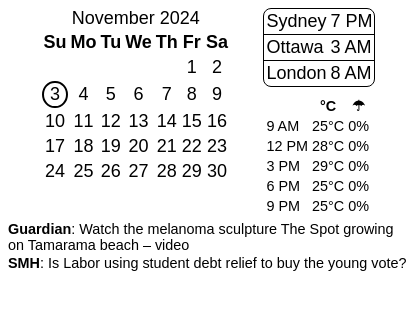 November 2024
Su Mo Tu We Th Fr Sa
1 2
3 4 5 6 7 8 9
10 11 12 13 14 15 16
17 18 19 20 21 22 23
24 25 26 27 28 29 30
Sydney 7 PM
Ottawa 3 AM
London 8 AM
°C ☂
9 AM 25°C 0%
12 PM 28°C 0%
3 PM 29°C 0%
6 PM 25°C 0%
9 PM 25°C 0%
Guardian: Watch the melanoma sculpture The Spot growing
on Tamarama beach – video
SMH: Is Labor using student debt relief to buy the young vote?